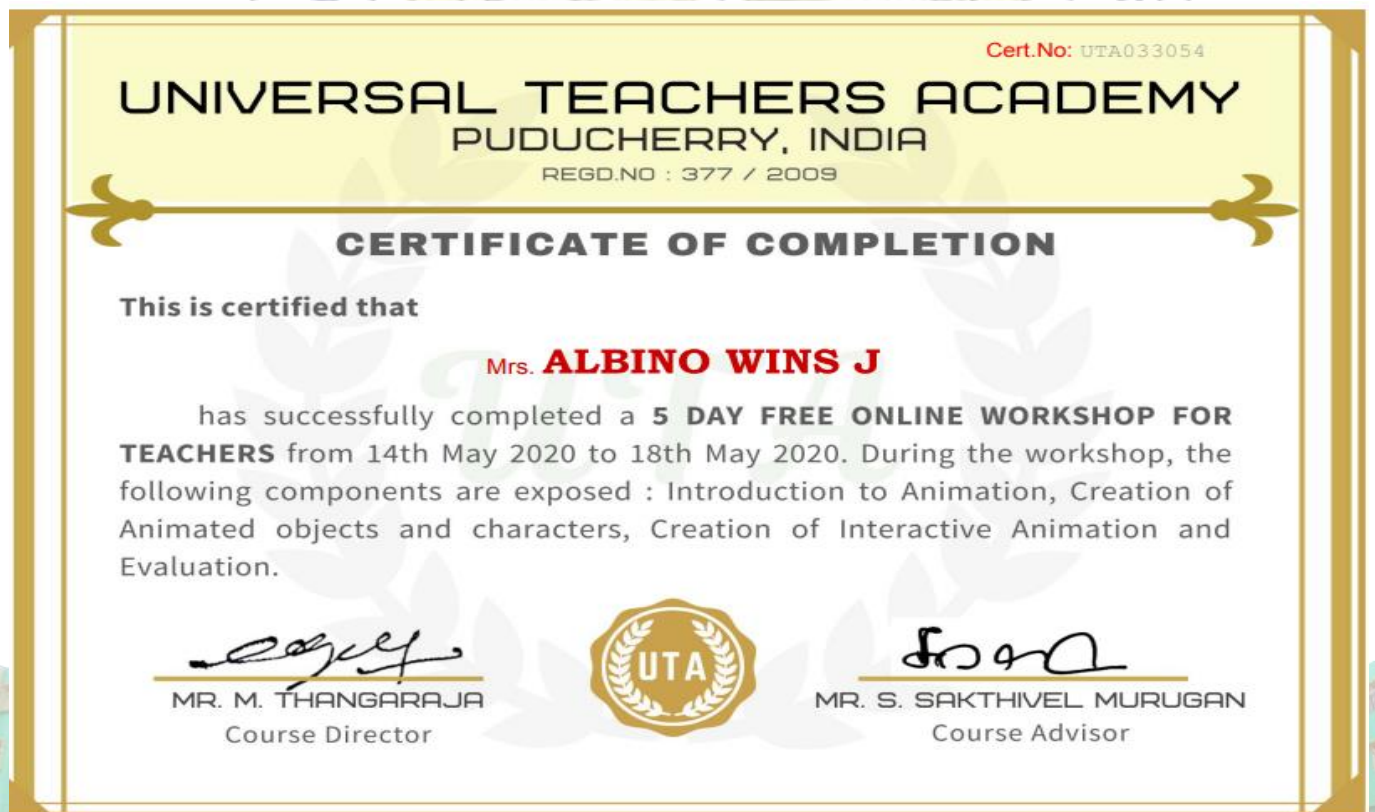 Cert.No: UTA033054
UNIVERSAL TEACHERS ACADEMY
PUDUCHERRY, INDIA
REGD.NO : 377 / 2009
CERTIFICATE OF COMPLETION
This is certified that
Mrs. ALBINO WINS J
has successfully completed a 5 DAY FREE ONLINE WORKSHOP FOR
TEACHERS from 14th May 2020 to 18th May 2020. During the workshop, the
following components are exposed : Introduction to Animation, Creation of
Animated objects and characters, Creation of Interactive Animation and
Evaluation.
UTA
MR. M. THANGARAJA
Course Director
UTA
MR. S. SAKTHIVEL MURUGAN
Course Advisor